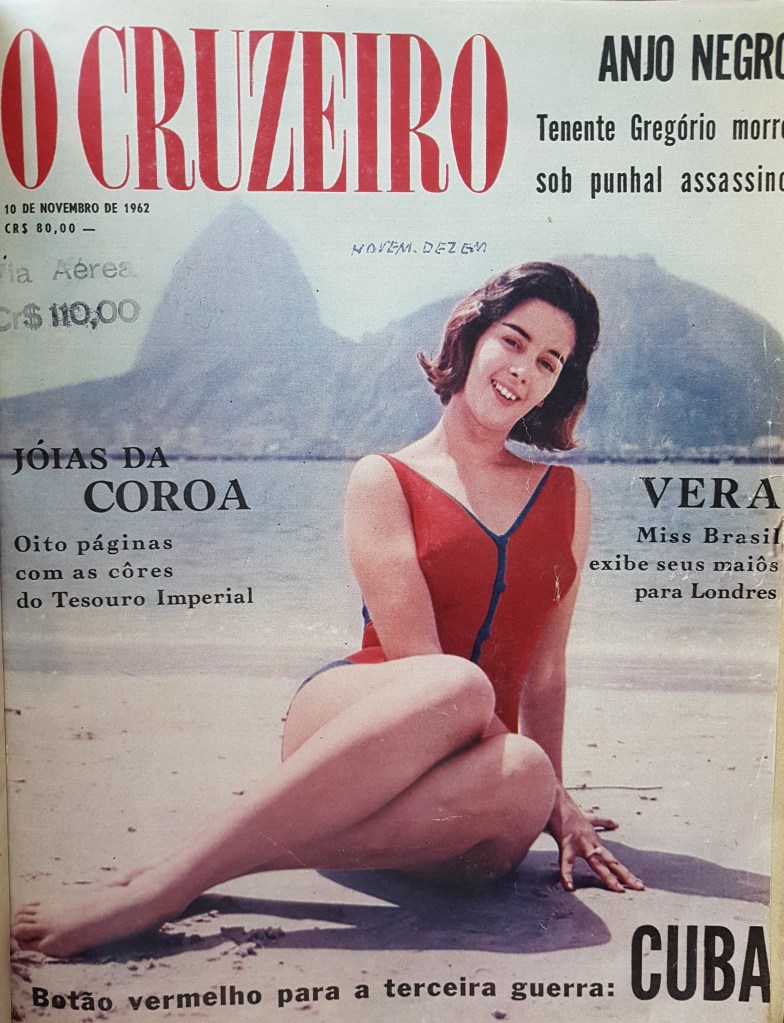 O CRUZEIRO
ANJO NEGRO
Tenente Gregório morre
sob punhal assassino
10 DE NOVEMBRO DE 1962
CR$ 80,00 —
NOVEM. DEZEM
Via Aérea
Cr$ 110,00
JÓIAS DA
COROA
Oito páginas
com as côres
do Tesouro Imperial
VERA
Miss Brasil
exibe seus maiôs
para Londres
Botão vermelho para a terceira guerra: CUBA